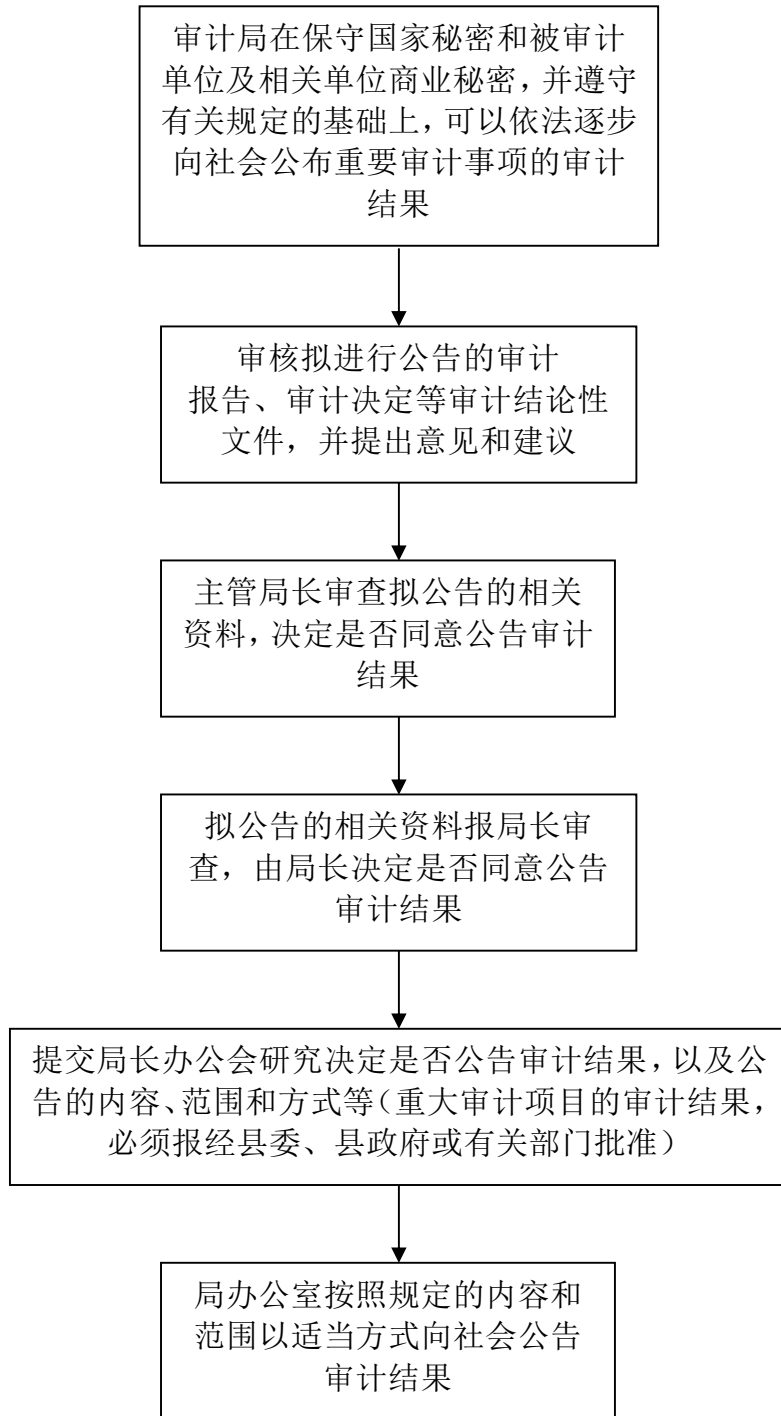 审计局在保守国家秘密和被审计
单位及相关单位商业秘密，并遵守
有关规定的基础上，可以依法逐步
向社会公布重要审计事项的审计
结果
审核拟进行公告的审计
报告、审计决定等审计结论性
文件，并提出意见和建议
主管局长审查拟公告的相关
资料，决定是否同意公告审计
结果
拟公告的相关资料报局长审
查，由局长决定是否同意公告
审计结果
提交局长办公会研究决定是否公告审计结果，以及公
告的内容、范围和方式等（重大审计项目的审计结果，
必须报经县委、县政府或有关部门批准）
局办公室按照规定的内容和
范围以适当方式向社会公告
审计结果